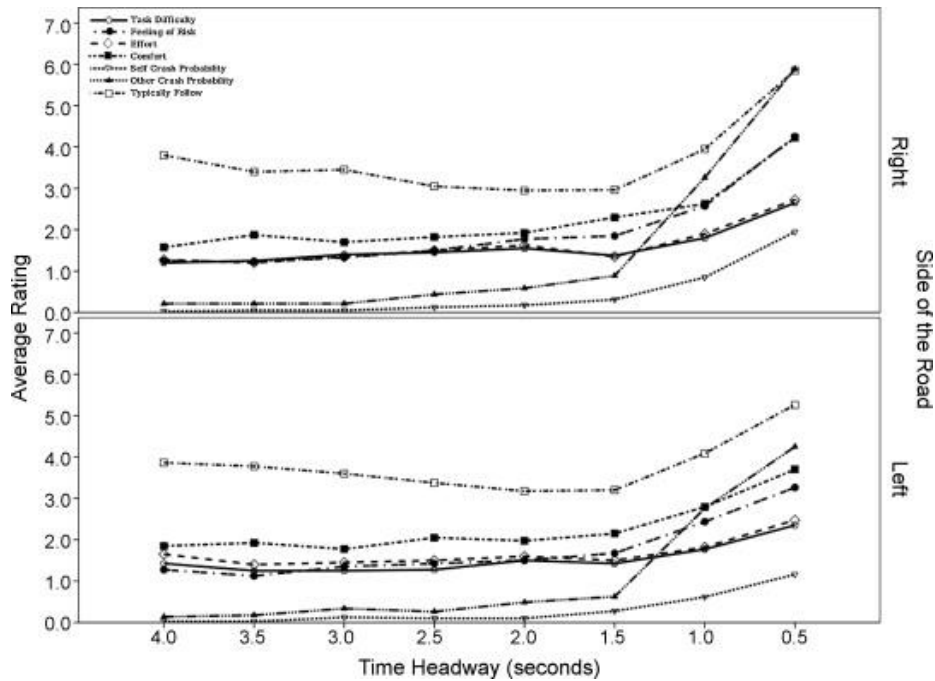 7.0
6.0
5.0
4.0
3.0
2.0
1.0
0.0
Task Difficulty
Feeling of Risk
Effort
Comfort
Self Crash Probability
Other Crash Probability
Typically Follow
Right
7.0
6.0
5.0
4.0
3.0
2.0
1.0
0.0
Left
Average Rating
Side of the Road
4.0 3.5 3.0 2.5 2.0 1.5 1.0 0.5
Time Headway (seconds)